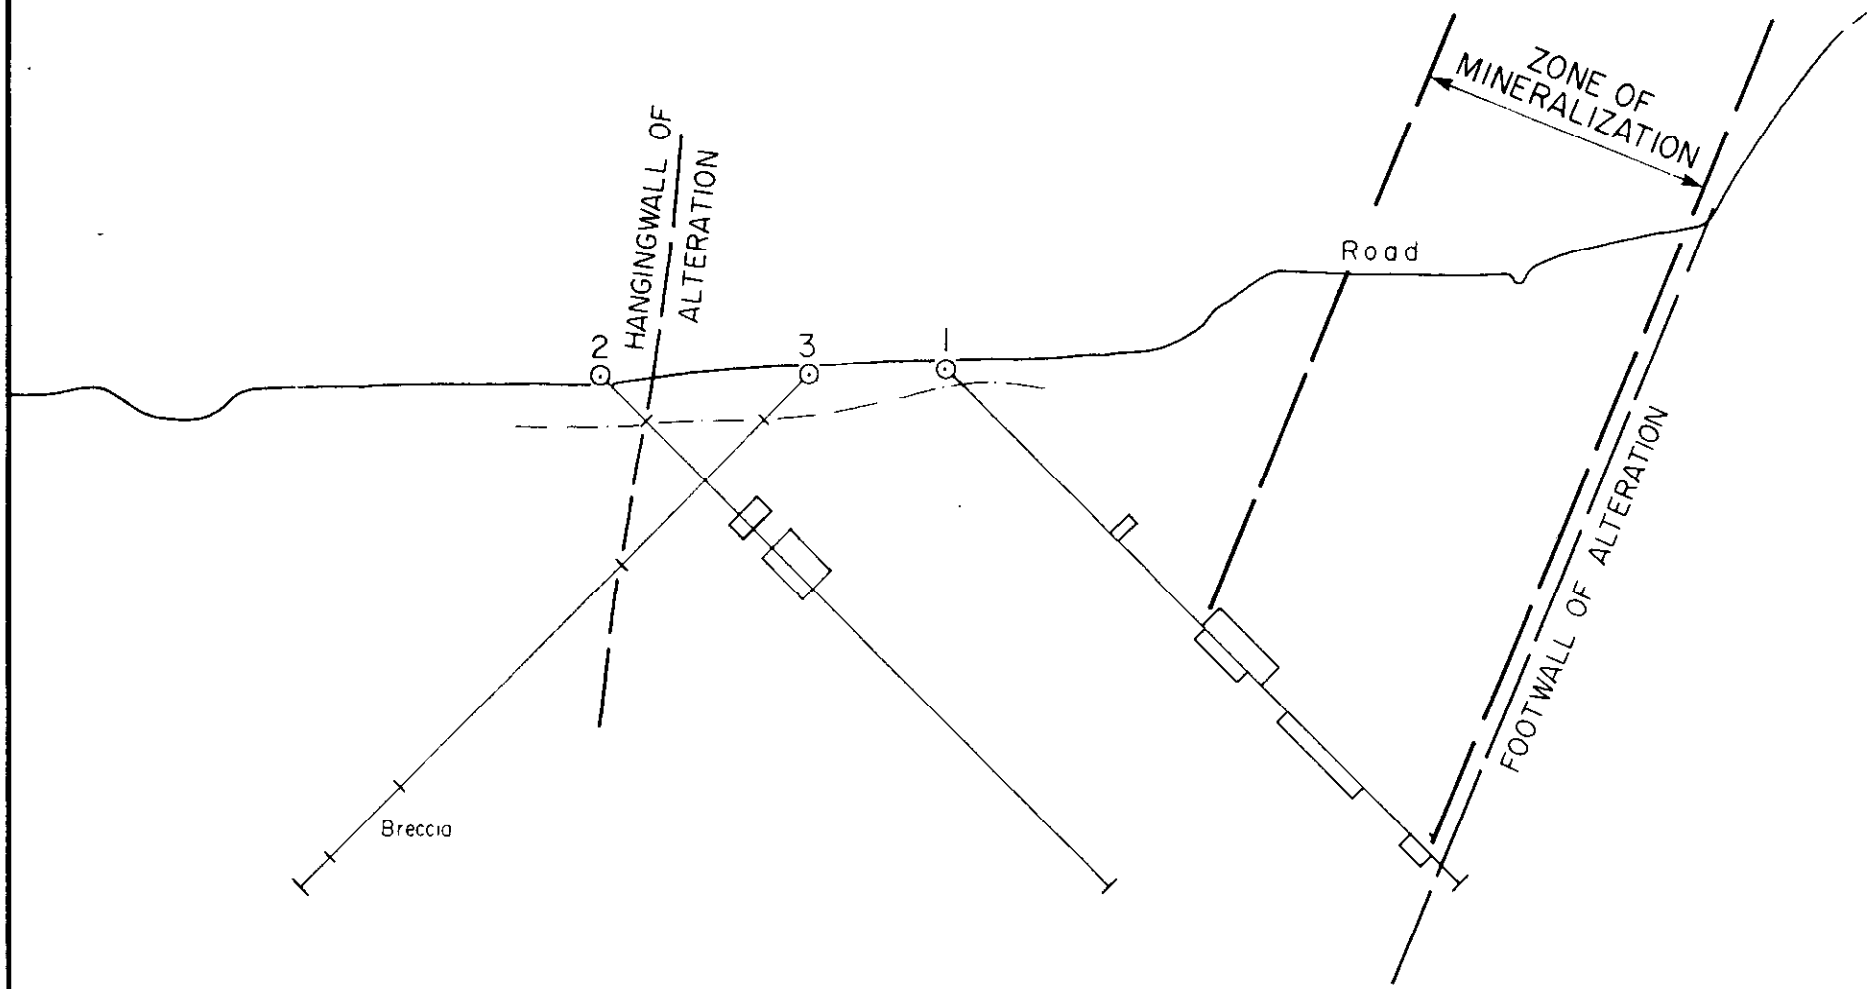 ZONE OF
MINERALIZATION
HANGINGWALL OF
ALTERATION
Road
2
3
1
FOOTWALL OF ALTERATION
Breccia